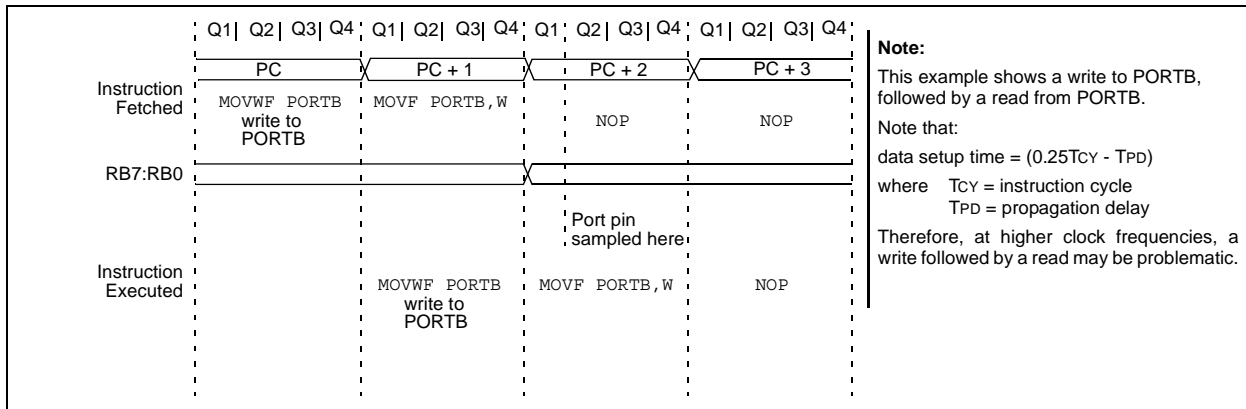 Q1| Q2| Q3| Q4 Q1| Q2| Q3| Q4 Q1 Q2| Q3| Q4 Q1| Q2| Q3| Q4
PC PC + 1 PC + 2 PC + 3
Instruction
Fetched
MOVWF PORTB
write to
PORTB
MOVF PORTB,W
NOP
NOP
RB7:RB0
Port pin
sampled here
Instruction
Executed
MOVWF PORTB
write to
PORTB
MOVF PORTB,W
NOP
Note:
This example shows a write to PORTB,
followed by a read from PORTB.
Note that:
data setup time = (0.25TCY - TPD)
where TCY = instruction cycle
TPD = propagation delay
Therefore, at higher clock frequencies, a
write followed by a read may be problematic.